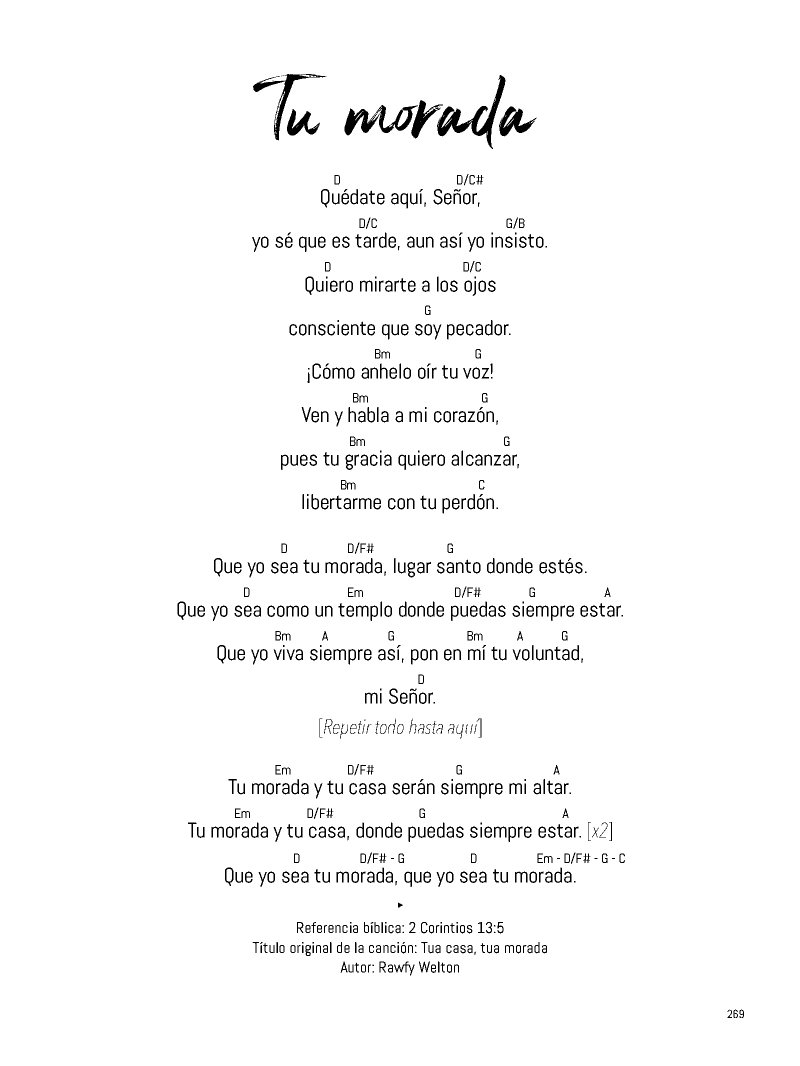 Tu morada
D D/C#
Quédate aquí, Señor,
D/C G/B
yo sé que es tarde, aun así yo insisto.
D D/C
Quiero mirarte a los ojos
G
consciente que soy pecador.
Bm G
¡Cómo anhelo oír tu voz!
Bm G
Ven y habla a mi corazón,
Bm G
pues tu gracia quiero alcanzar,
Bm C
libertarme con tu perdón.
D D/F# G
Que yo sea tu morada, lugar santo donde estés.
D Em D/F# G A
Que yo sea como un templo donde puedas siempre estar.
Bm A G Bm A G
Que yo viva siempre así, pon en mí tu voluntad,
D
mi Señor.
[Repetir todo hasta aquí]
Em D/F# G A
Tu morada y tu casa serán siempre mi altar.
Em D/F# G A
Tu morada y tu casa, donde puedas siempre estar. [x2]
D D/F# - G D Em - D/F# - G - C
Que yo sea tu morada, que yo sea tu morada.
Referencia bíblica: 2 Corintios 13:5
Título original de la canción: Tua casa, tua morada
Autor: Rawfy Welton
269